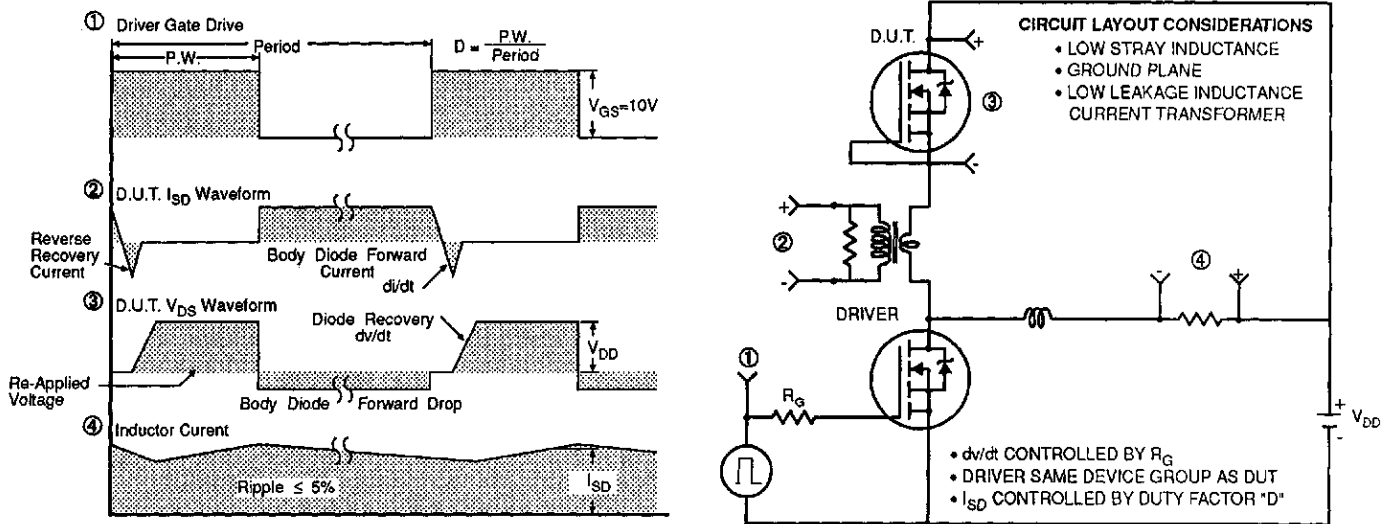 ① Driver Gate Drive
Period
P.W.
D = P.W. / Period
V_GS=10V
② D.U.T. I_SD Waveform
Reverse
Recovery
Current
Body Diode Forward
Current
di/dt
③ D.U.T. V_DS Waveform
Diode Recovery
dv/dt
V_DD
Re-Applied
Voltage
Body Diode Forward Drop
④ Inductor Curent
Ripple ≤ 5%
I_SD
CIRCUIT LAYOUT CONSIDERATIONS
• LOW STRAY INDUCTANCE
• GROUND PLANE
• LOW LEAKAGE INDUCTANCE
CURRENT TRANSFORMER
D.U.T.
+
③
-
+
②
-
- ④ +
DRIVER
①
R_G
+
V_DD
-
• dv/dt CONTROLLED BY R_G
• DRIVER SAME DEVICE GROUP AS DUT
• I_SD CONTROLLED BY DUTY FACTOR "D"